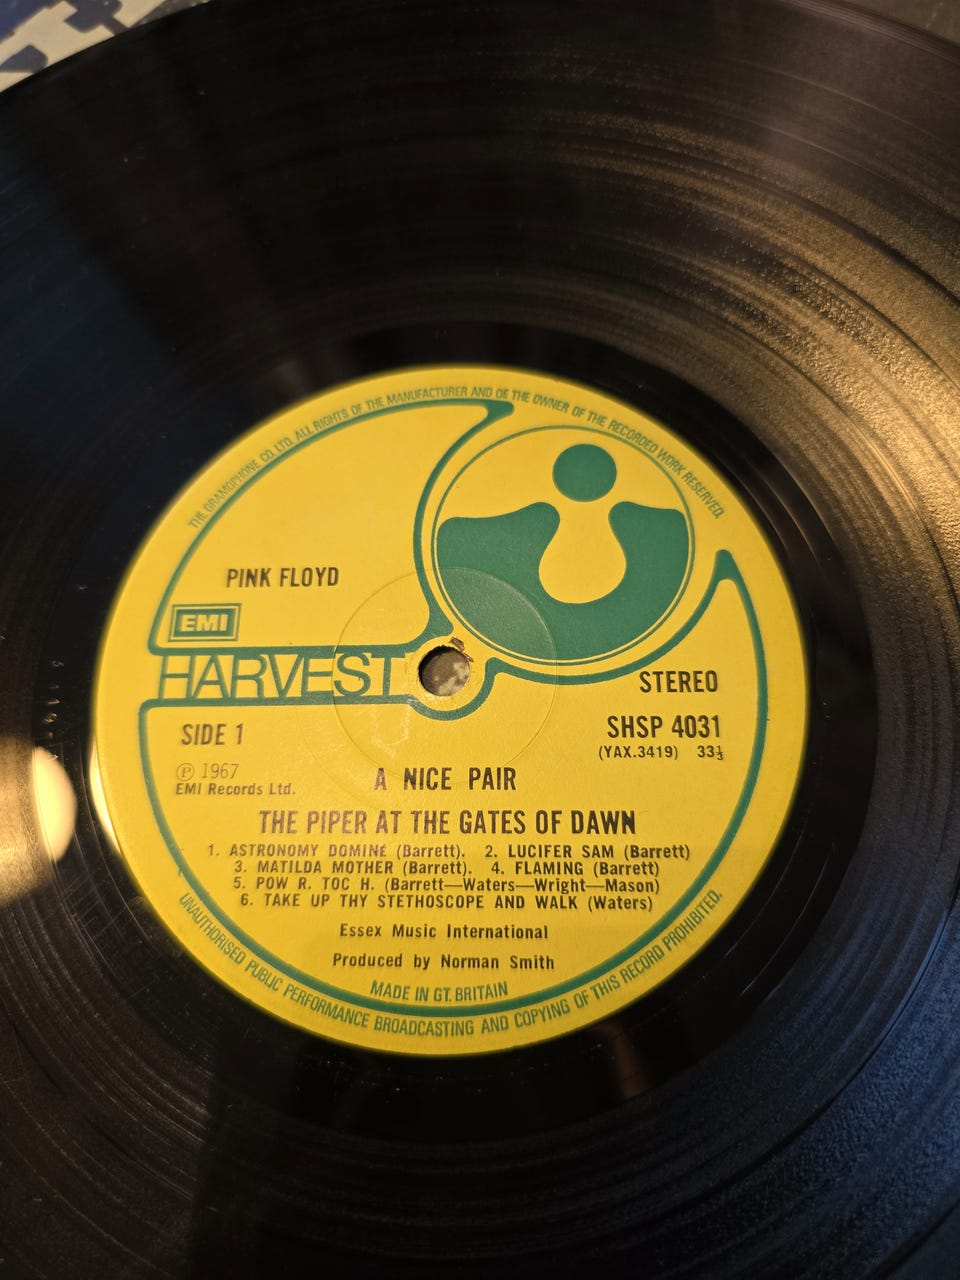 THE GRAMOPHONE CO. LTD. ALL RIGHTS OF THE MANUFACTURER AND OF THE OWNER OF THE RECORDED WORK RESERVED.
PINK FLOYD
EMI
HARVEST
STEREO
SIDE 1
SHSP 4031
(YAX.3419) 33⅓
℗ 1967
EMI Records Ltd.
A NICE PAIR
THE PIPER AT THE GATES OF DAWN
1. ASTRONOMY DOMINE (Barrett). 2. LUCIFER SAM (Barrett)
3. MATILDA MOTHER (Barrett). 4. FLAMING (Barrett)
5. POW R. TOC H. (Barrett—Waters—Wright—Mason)
6. TAKE UP THY STETHOSCOPE AND WALK (Waters)
Essex Music International
Produced by Norman Smith
MADE IN GT. BRITAIN
UNAUTHORISED PUBLIC PERFORMANCE BROADCASTING AND COPYING OF THIS RECORD PROHIBITED.